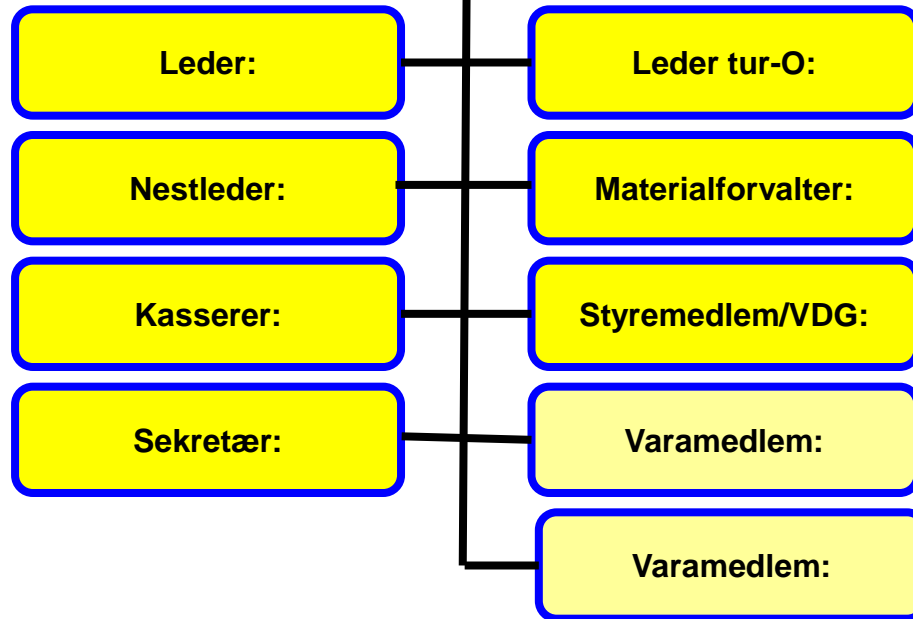 Leder:
Leder tur-O:
Nestleder:
Materialforvalter:
Kasserer:
Styremedlem/VDG:
Sekretær:
Varamedlem:
Varamedlem: